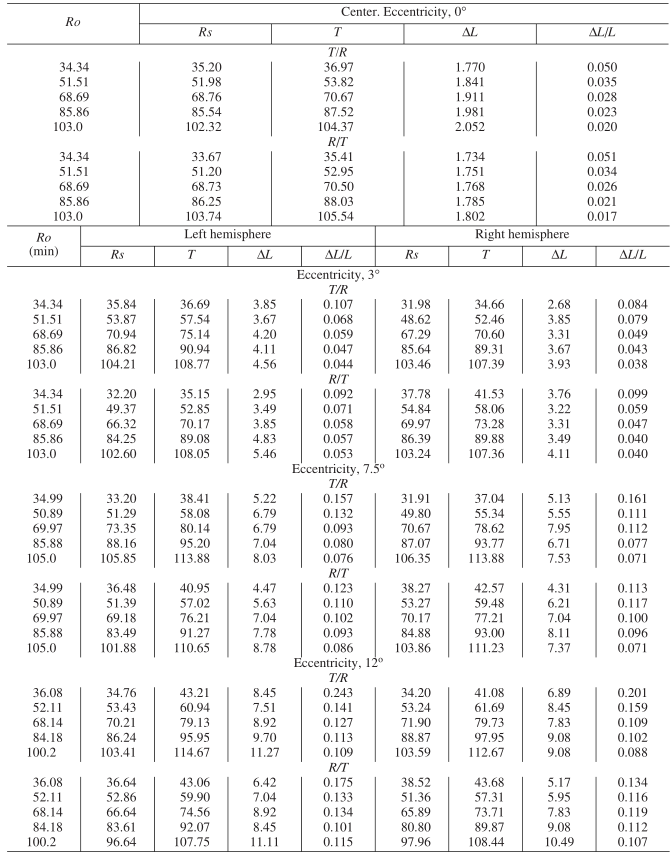 Ro Center. Eccentricity, 0°
Rs T ΔL ΔL/L
T/R
34.34 35.20 36.97 1.770 0.050
51.51 51.98 53.82 1.841 0.035
68.69 68.76 70.67 1.911 0.028
85.86 85.54 87.52 1.981 0.023
103.0 102.32 104.37 2.052 0.020
R/T
34.34 33.67 35.41 1.734 0.051
51.51 51.20 52.95 1.751 0.034
68.69 68.73 70.50 1.768 0.026
85.86 86.25 88.03 1.785 0.021
103.0 103.74 105.54 1.802 0.017
Ro (min) Left hemisphere Right hemisphere
Rs T ΔL ΔL/L Rs T ΔL ΔL/L
Eccentricity, 3°
T/R
34.34 35.84 36.69 3.85 0.107 31.98 34.66 2.68 0.084
51.51 53.87 57.54 3.67 0.068 48.62 52.46 3.85 0.079
68.69 70.94 75.14 4.20 0.059 67.29 70.60 3.31 0.049
85.86 86.82 90.94 4.11 0.047 85.64 89.31 3.67 0.043
103.0 104.21 108.77 4.56 0.044 103.46 107.39 3.93 0.038
R/T
34.34 32.20 35.15 2.95 0.092 37.78 41.53 3.76 0.099
51.51 49.37 52.85 3.49 0.071 54.84 58.06 3.22 0.059
68.69 66.32 70.17 3.85 0.058 69.97 73.28 3.31 0.047
85.86 84.25 89.08 4.83 0.057 86.39 89.88 3.49 0.040
103.0 102.60 108.05 5.46 0.053 103.24 107.36 4.11 0.040
Eccentricity, 7.5°
T/R
34.99 33.20 38.41 5.22 0.157 31.91 37.04 5.13 0.161
50.89 51.29 58.08 6.79 0.132 49.80 55.34 5.55 0.111
69.97 73.35 80.14 6.79 0.093 70.67 78.62 7.95 0.112
85.88 88.16 95.20 7.04 0.080 87.07 93.77 6.71 0.077
105.0 105.85 113.88 8.03 0.076 106.35 113.88 7.53 0.071
R/T
34.99 36.48 40.95 4.47 0.123 38.27 42.57 4.31 0.113
50.89 51.39 57.02 5.63 0.110 53.27 59.48 6.21 0.117
69.97 69.18 76.21 7.04 0.102 70.17 77.21 7.04 0.100
85.88 83.49 91.27 7.78 0.093 84.88 93.00 8.11 0.096
105.0 101.88 110.65 8.78 0.086 103.86 111.23 7.37 0.071
Eccentricity, 12°
T/R
36.08 34.76 43.21 8.45 0.243 34.20 41.08 6.89 0.201
52.11 53.43 60.94 7.51 0.141 53.24 61.69 8.45 0.159
68.14 70.21 79.13 8.92 0.127 71.90 79.73 7.83 0.109
84.18 86.24 95.95 9.70 0.113 88.87 97.95 9.08 0.102
100.2 103.41 114.67 11.27 0.109 103.59 112.67 9.08 0.088
R/T
36.08 36.64 43.06 6.42 0.175 38.52 43.68 5.17 0.134
52.11 52.86 59.90 7.04 0.133 51.36 57.31 5.95 0.116
68.14 66.64 74.56 8.92 0.134 65.89 73.71 7.83 0.119
84.18 83.61 92.07 8.45 0.101 80.80 89.87 9.08 0.112
100.2 96.64 107.75 11.11 0.115 97.96 108.44 10.49 0.107